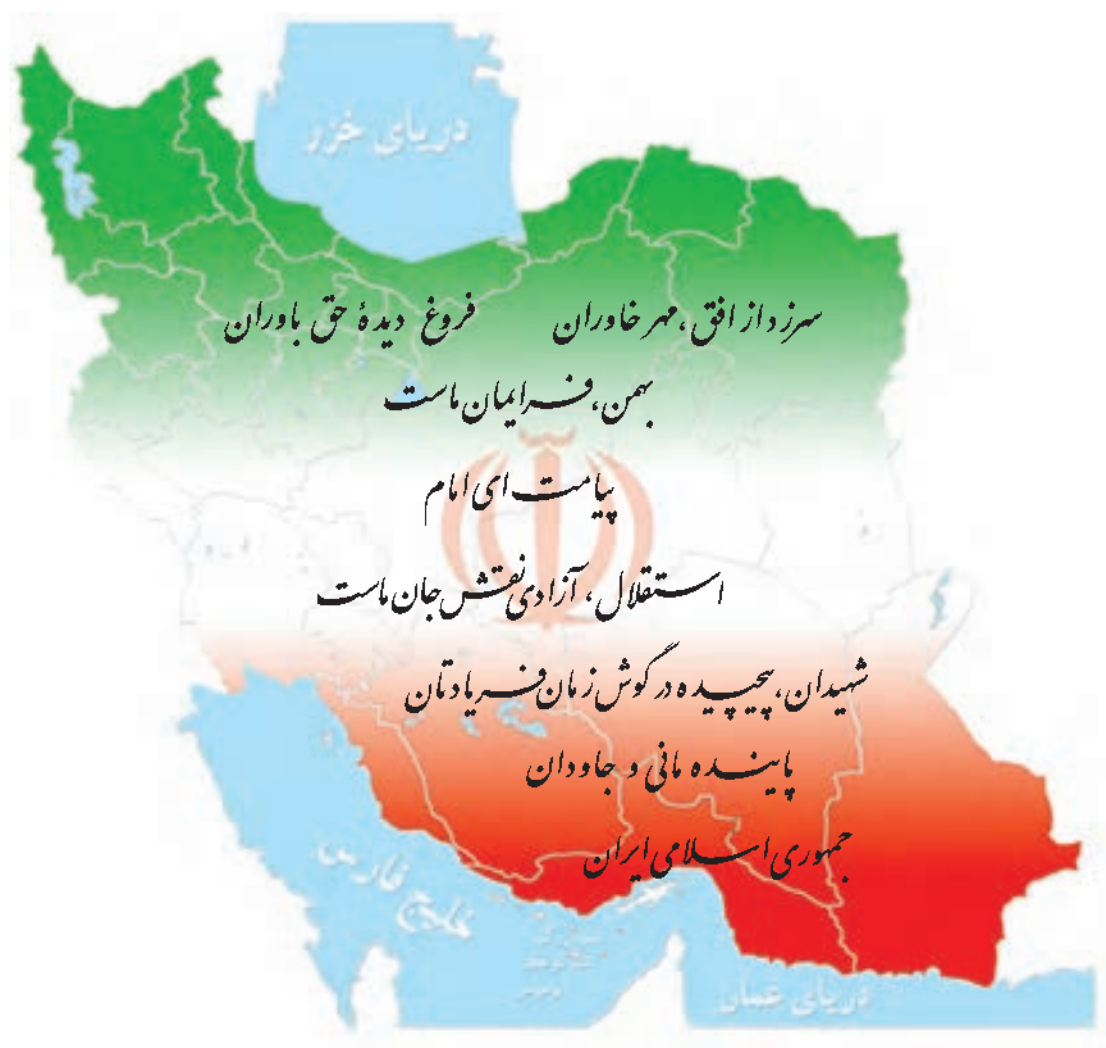 دریای خزر
سرزد از افق، مهر خاوران فروغ دیدهٔ حق باوران
بهمن، فر ایمان ماست
پیامت ای امام
استقلال، آزادی نقش جان ماست
شهیدان، پیچیده در گوش زمان فریادتان
پاینده مانی و جاودان
جمهوری اسلامی ایران
خلیج فارس
دریای عمان